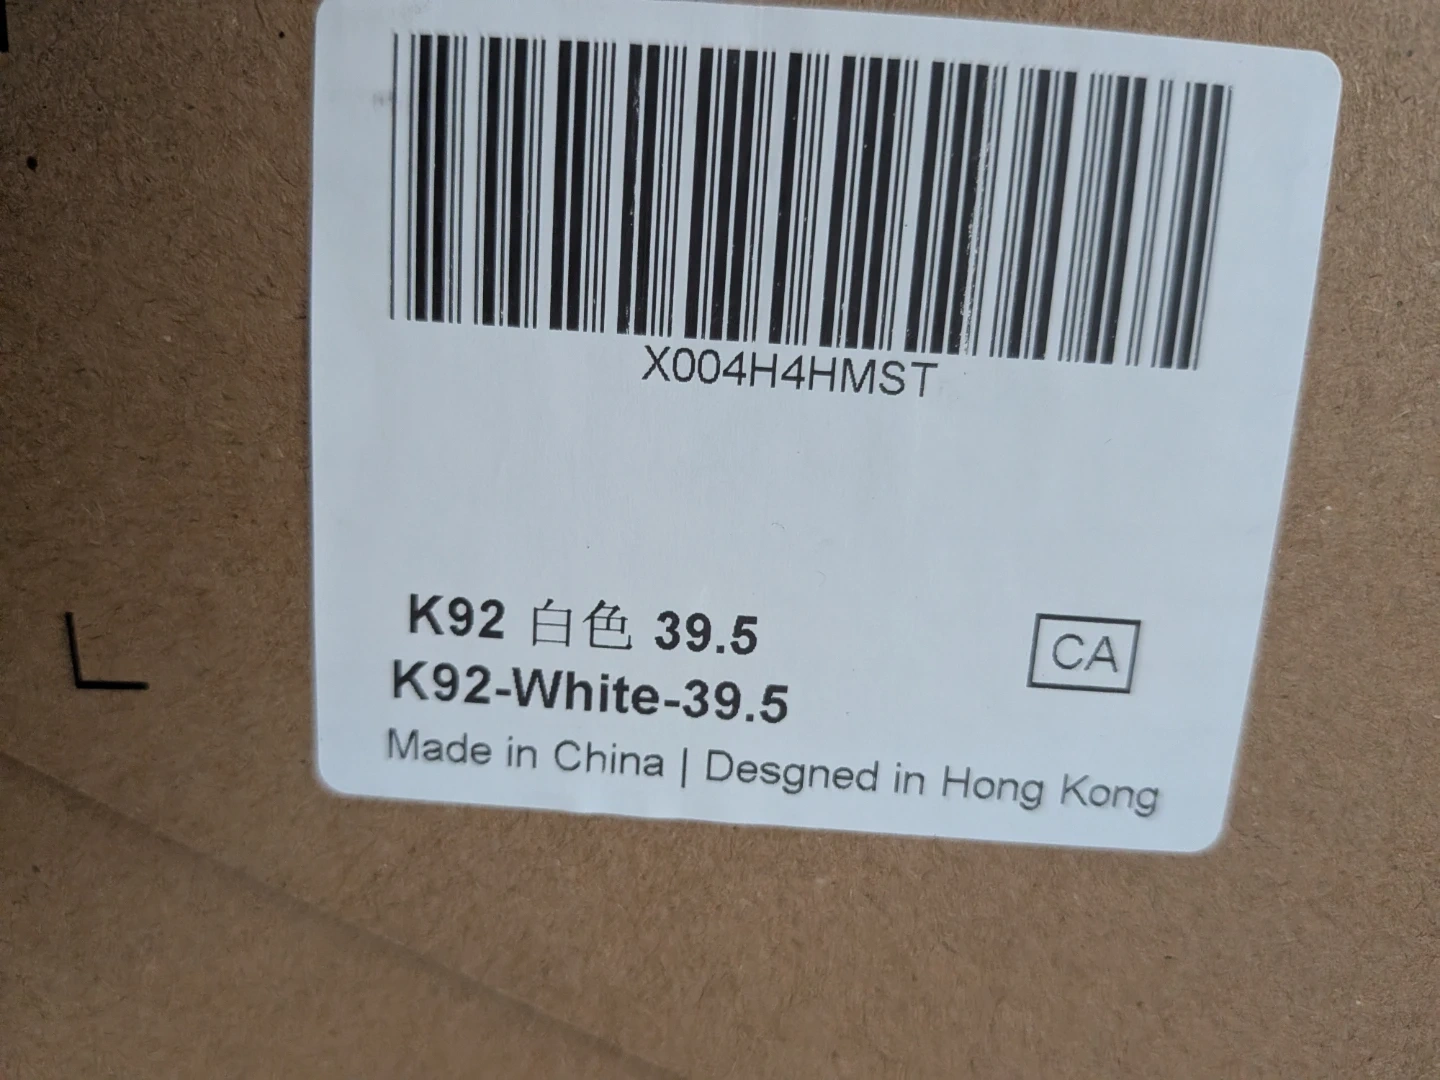 X004H4HMST
K92 白色 39.5
CA
K92-White-39.5
Made in China | Desgned in Hong Kong